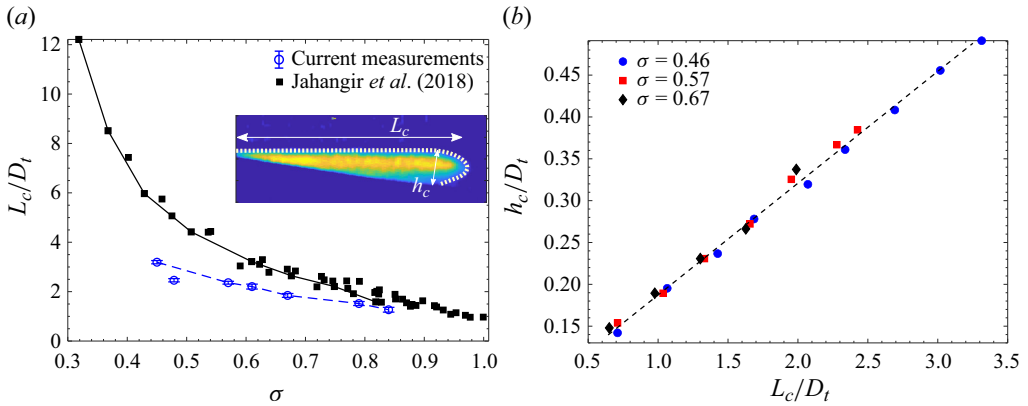 (a)
12
10
8
6
4
2
0
L_c/D_t
Current measurements
Jahangir et al. (2018)
L_c
h_c
0.3 0.4 0.5 0.6 0.7 0.8 0.9 1.0
σ
(b)
0.45
0.40
0.35
0.30
0.25
0.20
0.15
h_c/D_t
σ = 0.46
σ = 0.57
σ = 0.67
0.5 1.0 1.5 2.0 2.5 3.0 3.5
L_c/D_t